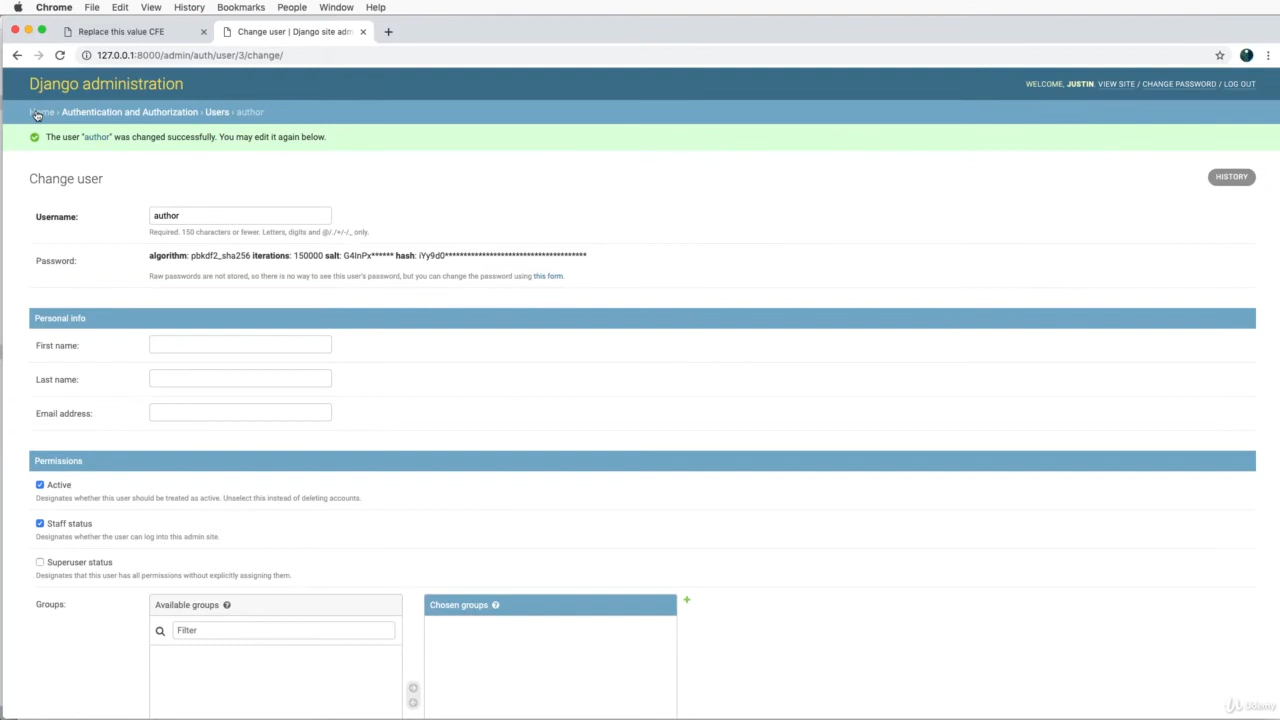 Chrome File Edit View History Bookmarks People Window Help
Replace this value CFE
Change user | Django site adm
127.0.0.1:8000/admin/auth/user/3/change/
Django administration
WELCOME, JUSTIN. VIEW SITE / CHANGE PASSWORD / LOG OUT
Home › Authentication and Authorization › Users › author
The user "author" was changed successfully. You may edit it again below.
Change user
HISTORY
Username: author
Required. 150 characters or fewer. Letters, digits and @/./+/-/_ only.
Password: algorithm: pbkdf2_sha256 iterations: 150000 salt: G4InPx****** hash: iYy9d0**************************************
Raw passwords are not stored, so there is no way to see this user's password, but you can change the password using this form.
Personal info
First name:
Last name:
Email address:
Permissions
Active
Designates whether this user should be treated as active. Unselect this instead of deleting accounts.
Staff status
Designates whether the user can log into this admin site.
Superuser status
Designates that this user has all permissions without explicitly assigning them.
Groups:
Available groups ?
Chosen groups ?
Filter
Udemy